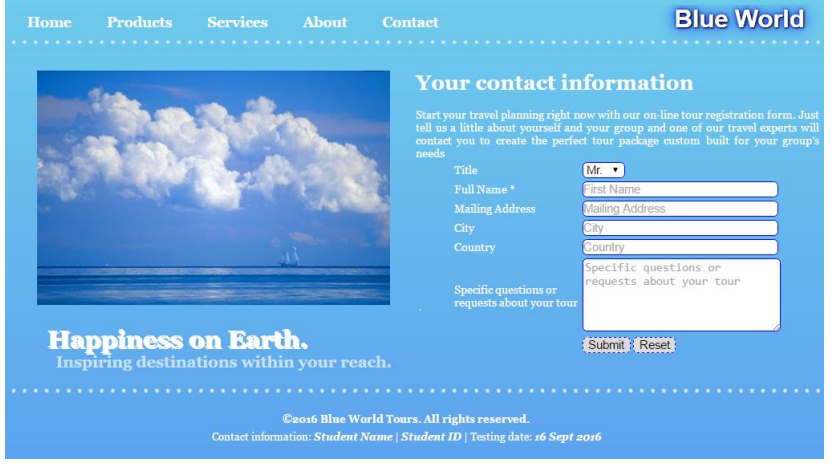 Home Products Services About Contact
Blue World
Your contact information
Start your travel planning right now with our on-line tour registration form. Just
tell us a little about yourself and your group and one of our travel experts will
contact you to create the perfect tour package custom built for your group's
needs
Title Mr.
Full Name * First Name
Mailing Address Mailing Address
City City
Country Country
Specific questions or
requests about your tour
Specific questions or
requests about your tour
Submit Reset
Happiness on Earth.
Inspiring destinations within your reach.
©2016 Blue World Tours. All rights reserved.
Contact information: Student Name | Student ID | Testing date: 16 Sept 2016